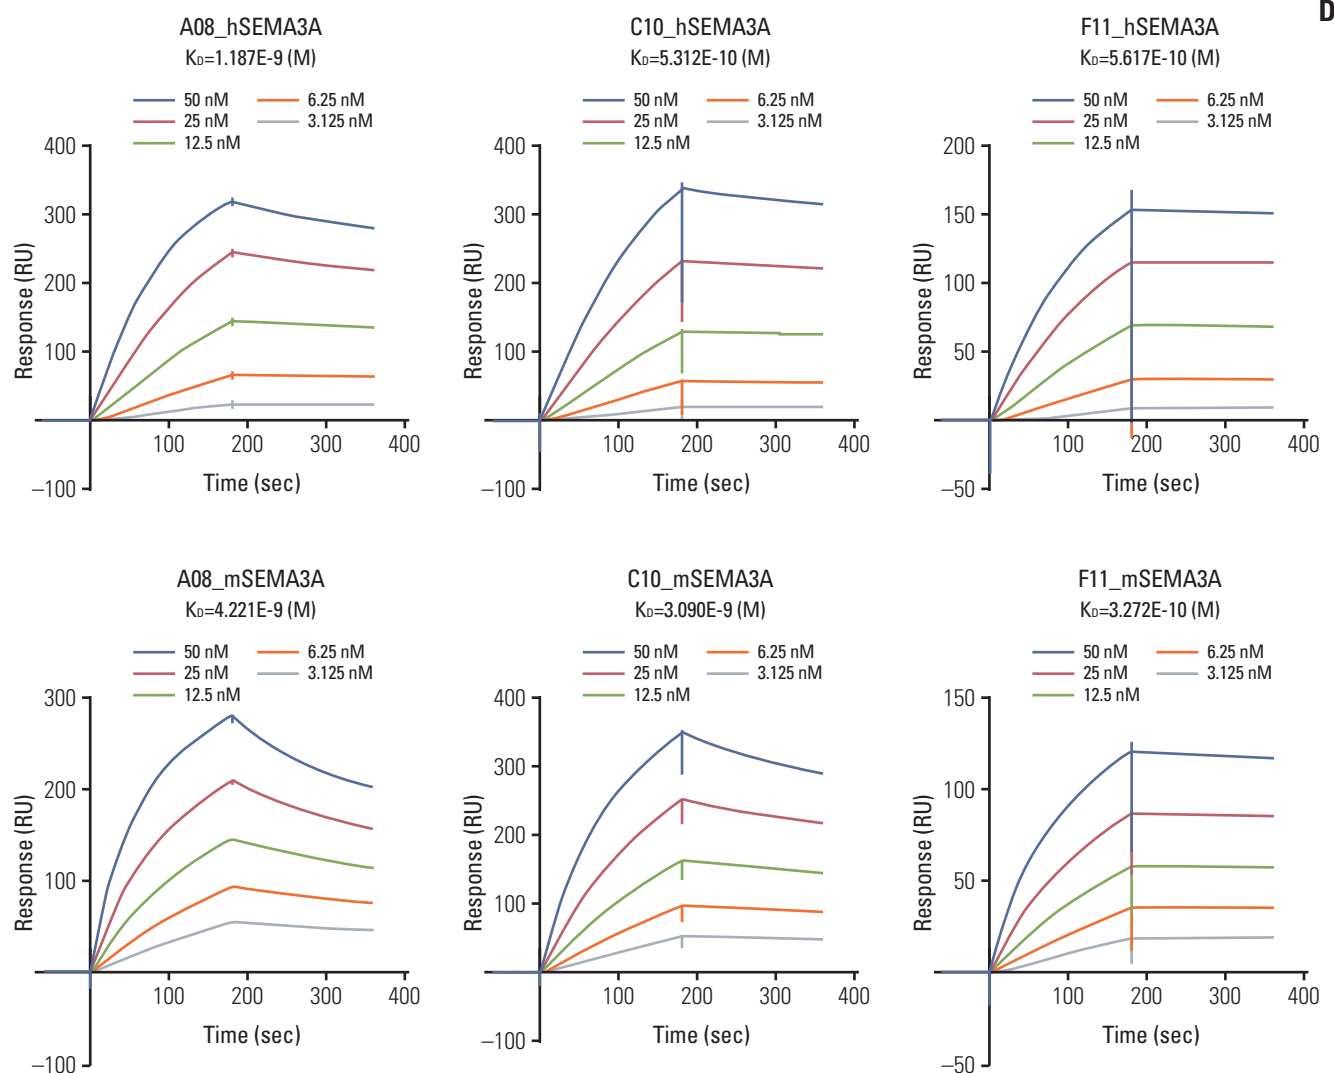 D
A08_hSEMA3A
KD=1.187E-9 (M)
50 nM 6.25 nM
25 nM 3.125 nM
12.5 nM
400
300
200
100
–100
100 200 300 400
Response (RU)
Time (sec)
C10_hSEMA3A
KD=5.312E-10 (M)
50 nM 6.25 nM
25 nM 3.125 nM
12.5 nM
400
300
200
100
–100
100 200 300 400
Response (RU)
Time (sec)
F11_hSEMA3A
KD=5.617E-10 (M)
50 nM 6.25 nM
25 nM 3.125 nM
12.5 nM
200
150
100
50
–50
100 200 300 400
Response (RU)
Time (sec)
A08_mSEMA3A
KD=4.221E-9 (M)
50 nM 6.25 nM
25 nM 3.125 nM
12.5 nM
300
200
100
–100
100 200 300 400
Response (RU)
Time (sec)
C10_mSEMA3A
KD=3.090E-9 (M)
50 nM 6.25 nM
25 nM 3.125 nM
12.5 nM
400
300
200
100
–100
100 200 300 400
Response (RU)
Time (sec)
F11_mSEMA3A
KD=3.272E-10 (M)
50 nM 6.25 nM
25 nM 3.125 nM
12.5 nM
150
100
50
–50
100 200 300 400
Response (RU)
Time (sec)